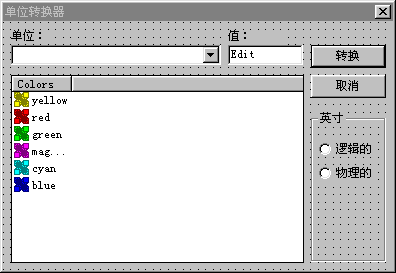 单位转换器
单位： 值：
Edit 转换
Colors 取消
yellow
red
green
mag...
cyan
blue
英寸
逻辑的
物理的